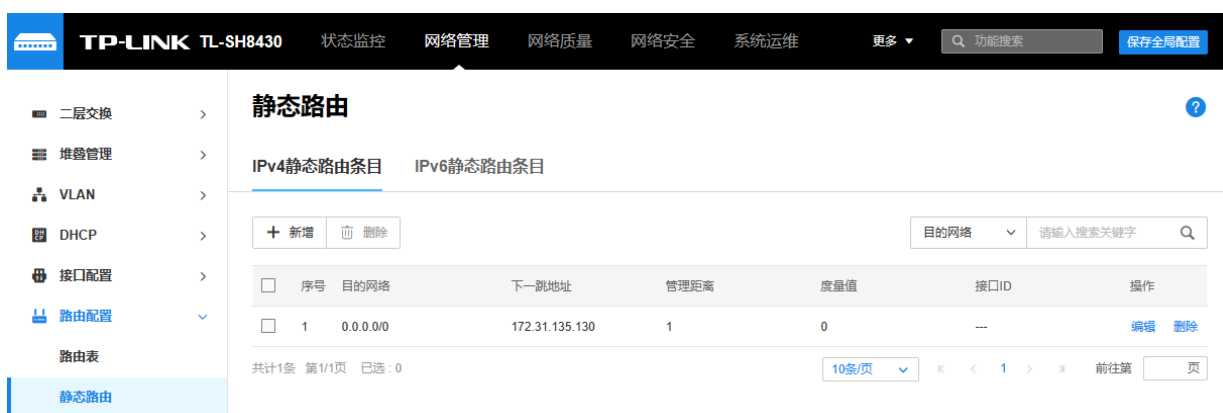 TP-LINK TL-SH8430 状态监控 网络管理 网络质量 网络安全 系统运维 更多 功能搜索 保存全局配置
二层交换
堆叠管理
VLAN
DHCP
接口配置
路由配置
路由表
静态路由
静态路由 ?
IPv4静态路由条目 IPv6静态路由条目
新增 删除 目的网络 请输入搜索关键字
序号 目的网络 下一跳地址 管理距离 度量值 接口ID 操作
1 0.0.0.0/0 172.31.135.130 1 0 --- 编辑 删除
共计1条 第1/1页 已选 : 0 10条/页 1 前往第 页